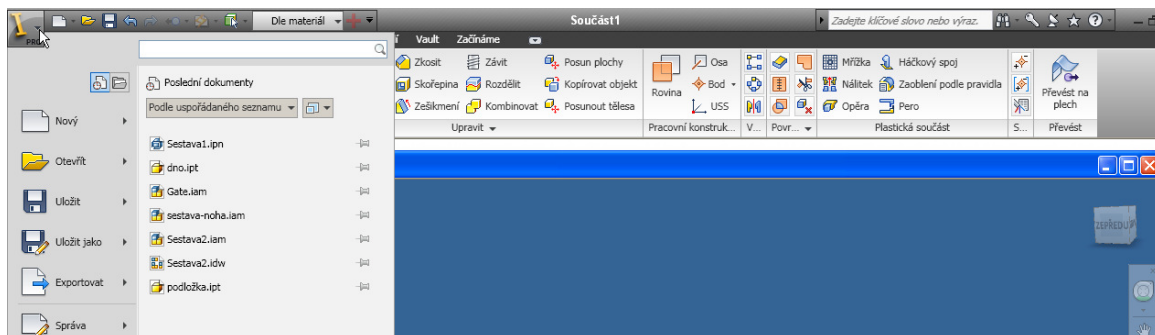 Dle materiál
Součást1
Zadejte klíčové slovo nebo výraz.
PRO
Vault
Začínáme
Zkosit
Závit
Posun plochy
Osa
Mřížka
Háčkový spoj
Skořepina
Rozdělit
Kopírovat objekt
Rovina
Bod
Nálitek
Zaoblení podle pravidla
Převést na
plech
Zešikmení
Kombinovat
Posunout tělesa
USS
Opěra
Pero
Upravit
Pracovní konstruk...
V...
Povr...
Plastická součást
S...
Převést
Poslední dokumenty
Podle uspořádaného seznamu
Nový
Otevřít
Uložit
Uložit jako
Exportovat
Správa
Sestava1.ipn
dno.ipt
Gate.iam
sestava-noha.iam
Sestava2.iam
Sestava2.idw
podložka.ipt
ZEPŘEDU